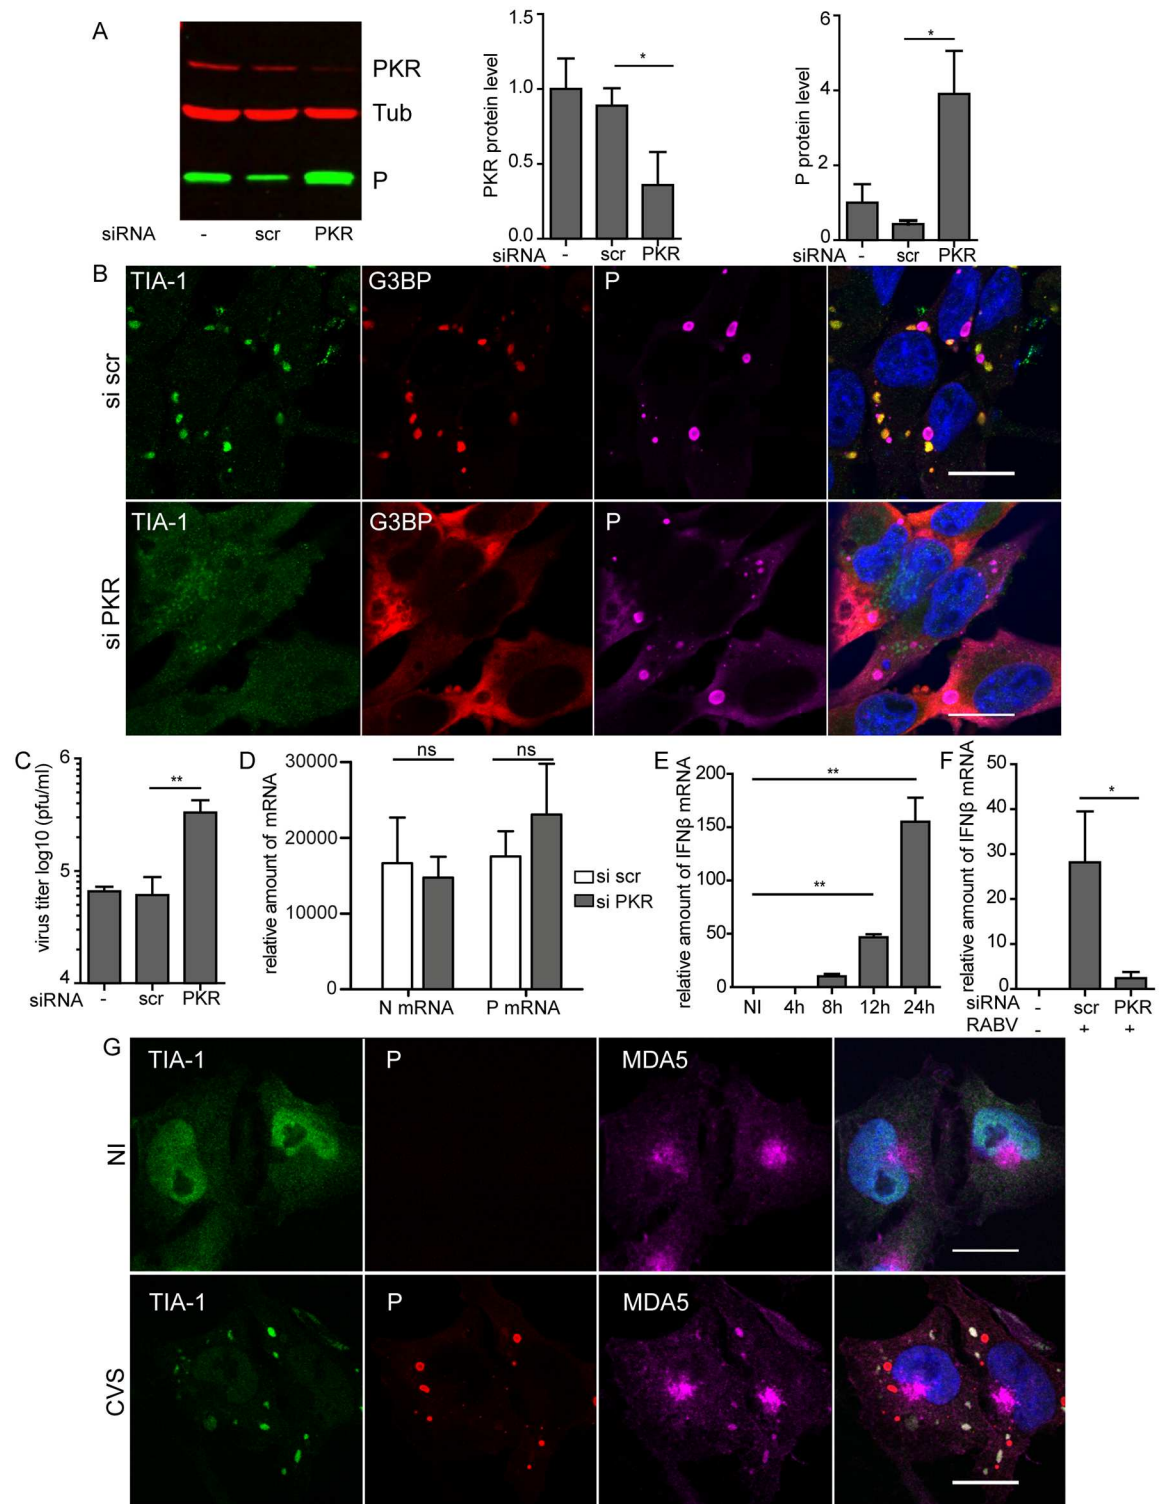 A
PKR
Tub
P
siRNA - scr PKR
PKR protein level
1.5
1.0
0.5
0.0
*
siRNA - scr PKR
P protein level
6
4
2
0
*
siRNA - scr PKR
B
si scr
TIA-1 G3BP P
si PKR
TIA-1 G3BP P
C
virus titer log10 (pfu/ml)
6
5
4
**
siRNA - scr PKR
D
relative amount of mRNA
30000
20000
10000
0
ns ns
si scr
si PKR
N mRNA P mRNA
E
relative amount of IFNβ mRNA
200
150
100
50
0
**
**
NI 4h 8h 12h 24h
F
relative amount of IFNβ mRNA
50
40
30
20
10
0
*
siRNA - scr PKR
RABV - + +
G
NI
TIA-1 P MDA5
CVS
TIA-1 P MDA5